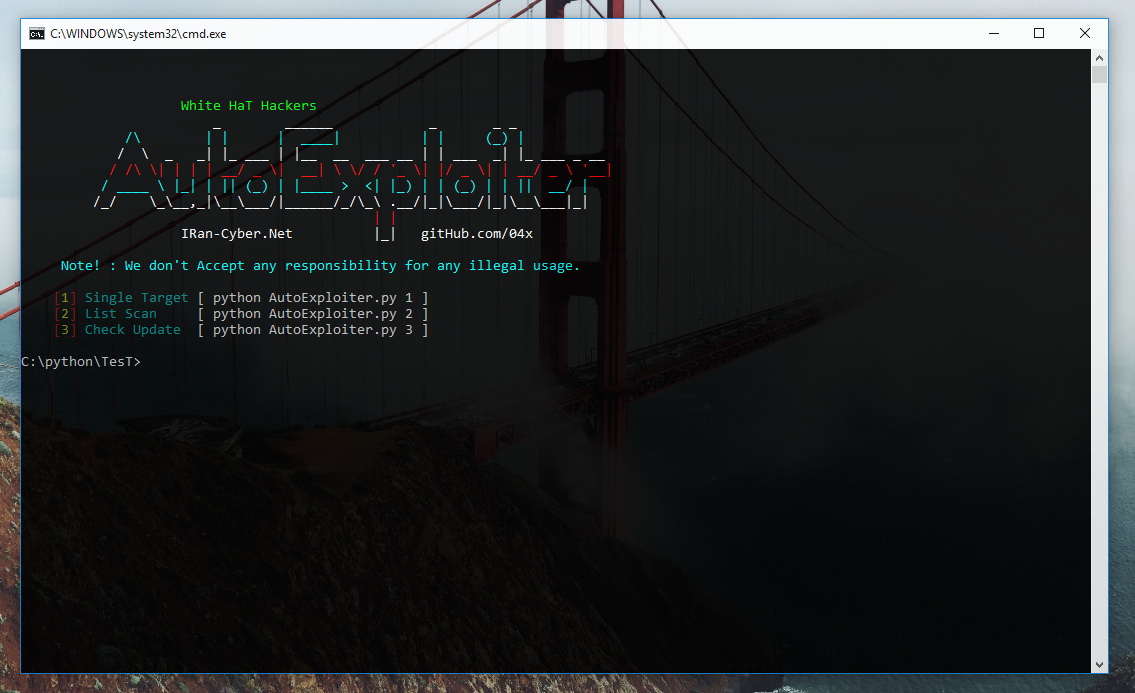 C:\WINDOWS\system32\cmd.exe
White HaT Hackers
AutoExploiter
IRan-Cyber.Net gitHub.com/04x
Note! : We don't Accept any responsibility for any illegal usage.
[1] Single Target [ python AutoExploiter.py 1 ]
[2] List Scan [ python AutoExploiter.py 2 ]
[3] Check Update [ python AutoExploiter.py 3 ]
C:\python\TesT>